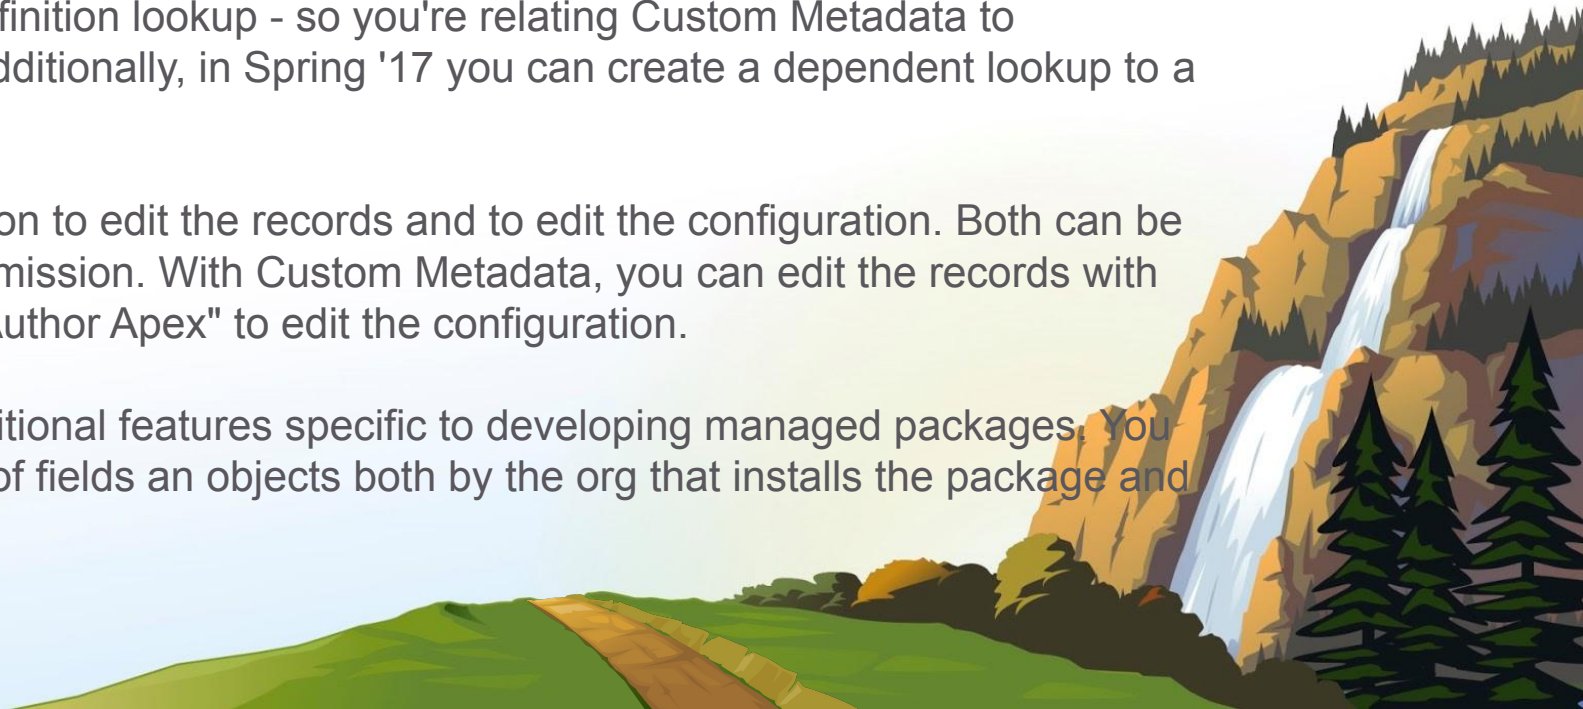 finition lookup - so you're relating Custom Metadata to
dditionally, in Spring '17 you can create a dependent lookup to a
on to edit the records and to edit the configuration. Both can be
mission. With Custom Metadata, you can edit the records with
uthor Apex" to edit the configuration.
itional features specific to developing managed packages. You
of fields an objects both by the org that installs the package and